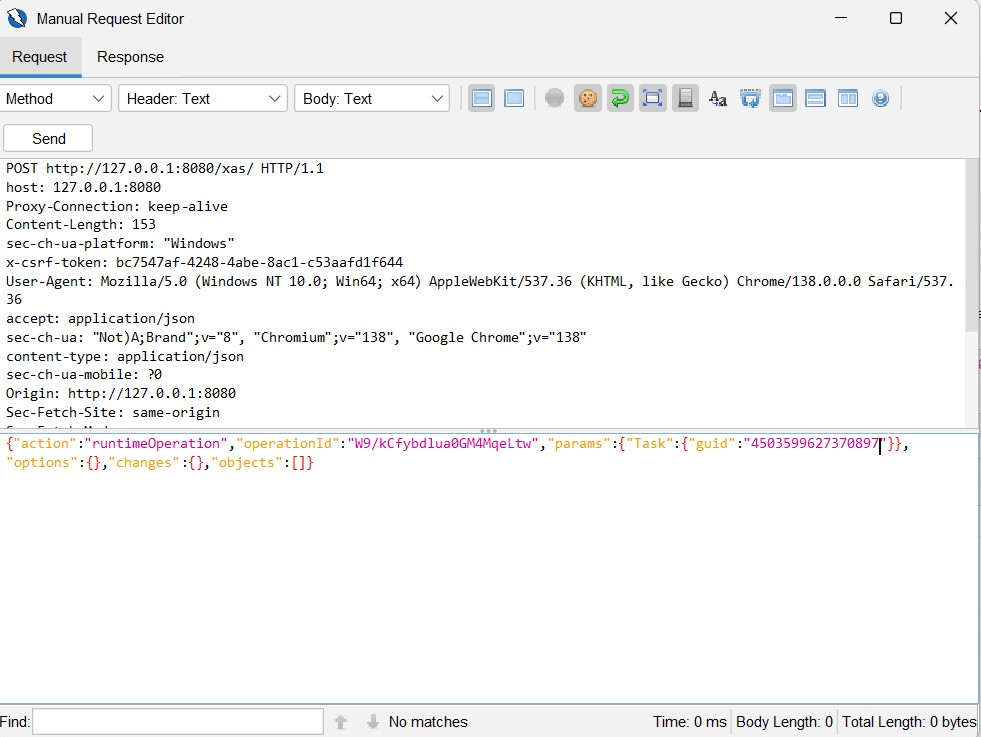 Manual Request Editor
Request Response
Method Header: Text Body: Text
Send
POST http://127.0.0.1:8080/xas/ HTTP/1.1
host: 127.0.0.1:8080
Proxy-Connection: keep-alive
Content-Length: 153
sec-ch-ua-platform: "Windows"
x-csrf-token: bc7547af-4248-4abe-8ac1-c53aafd1f644
User-Agent: Mozilla/5.0 (Windows NT 10.0; Win64; x64) AppleWebKit/537.36 (KHTML, like Gecko) Chrome/138.0.0.0 Safari/537.
36
accept: application/json
sec-ch-ua: "Not)A;Brand";v="8", "Chromium";v="138", "Google Chrome";v="138"
content-type: application/json
sec-ch-ua-mobile: ?0
Origin: http://127.0.0.1:8080
Sec-Fetch-Site: same-origin
{"action":"runtimeOperation","operationId":"W9/kCfybdlua0GM4MqeLtw","params":{"Task":{"guid":"4503599627370897"}},
"options":{},"changes":{},"objects":[]}
Find: No matches Time: 0 ms Body Length: 0 Total Length: 0 bytes